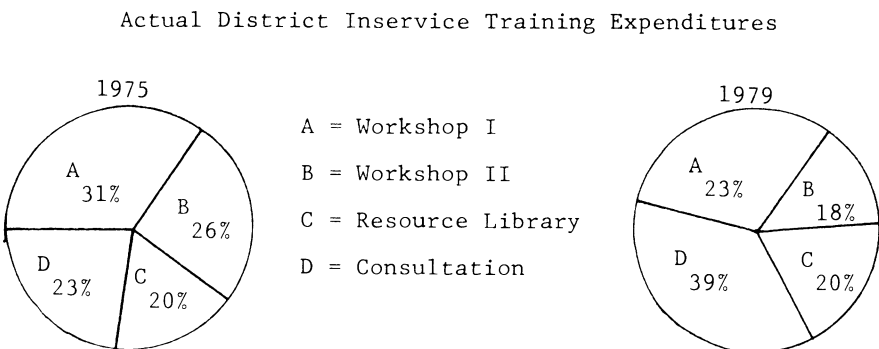 Actual District Inservice Training Expenditures
1975
A
31%
B
26%
C
20%
D
23%
A = Workshop I
B = Workshop II
C = Resource Library
D = Consultation
1979
A
23%
B
18%
C
20%
D
39%